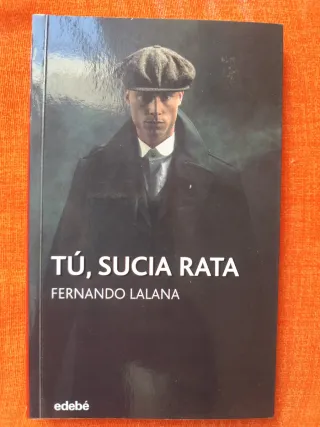 TÚ, SUCIA RATA
FERNANDO LALANA
edebé